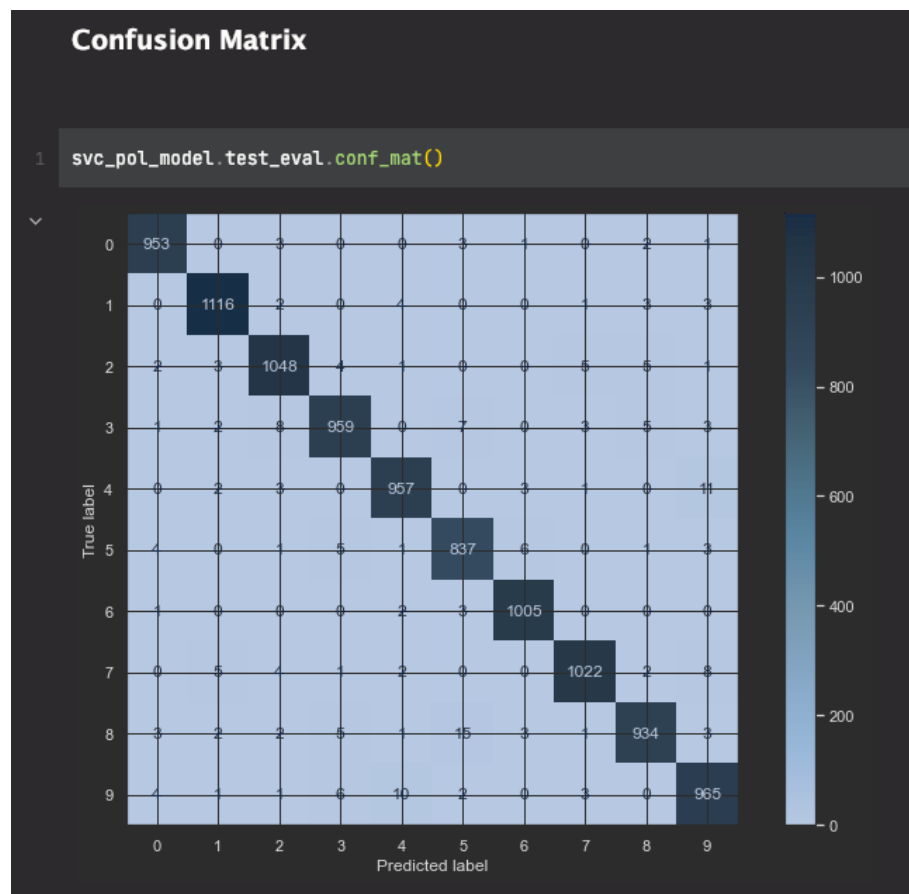 Confusion Matrix
1 svc_pol_model.test_eval.conf_mat()
0 953 0 3 0 0 3 1 0 2 1
1000
1 0 1116 2 0 4 0 0 1 3 3
2 2 3 1048 4 1 0 0 5 5 1
800
3 1 2 8 959 0 7 0 3 5 3
4 0 2 3 0 957 0 3 1 0 11
600
True label
5 4 0 1 5 1 837 6 0 1 3
400
6 1 0 0 0 2 3 1005 0 0 0
7 0 5 4 1 2 0 0 1022 2 8
200
8 3 2 2 5 1 15 3 1 934 3
9 4 1 1 6 10 2 0 3 0 965
0
0 1 2 3 4 5 6 7 8 9
Predicted label